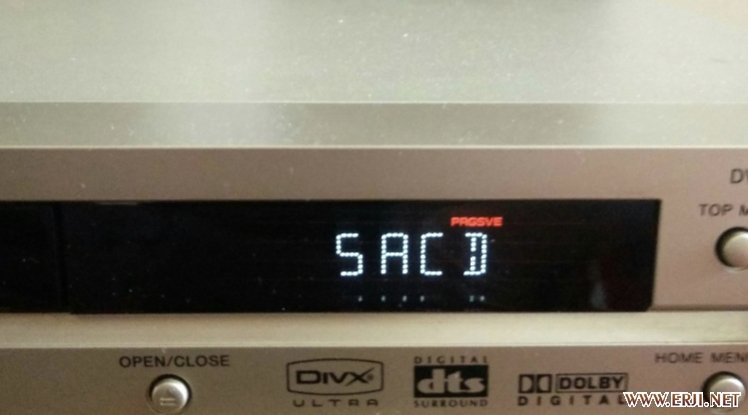 DV
TOP M
PRGSVE
SACD
OPEN/CLOSE
DIVX®
ULTRA
DIGITAL
dts
SURROUND
DOLBY
DIGITAL
HOME MENU
WWW.ERJI.NET